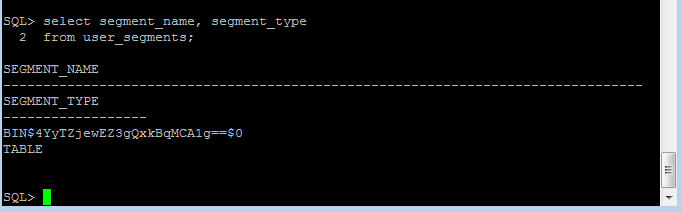 SQL> select segment_name, segment_type
2 from user_segments;
SEGMENT_NAME
--------------------------------------------------------------------------------
SEGMENT_TYPE
------------------
BIN$4YyTZjewEZ3gQxkBqMCA1g==$0
TABLE
SQL>